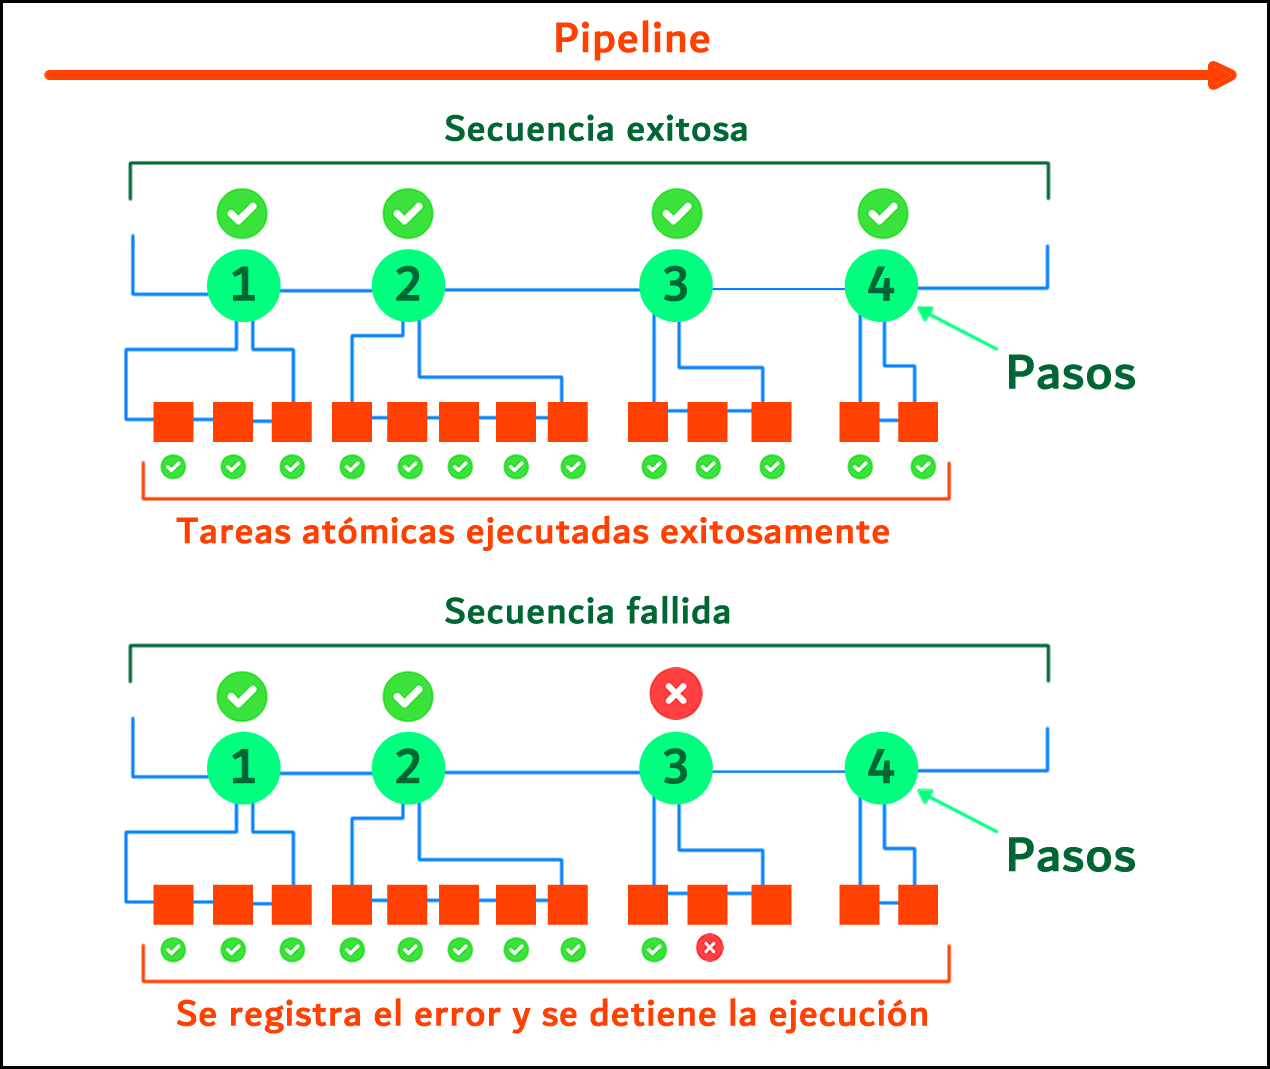 Pipeline
Secuencia exitosa
1 2 3 4
Pasos
Tareas atómicas ejecutadas exitosamente
Secuencia fallida
1 2 3 4
Pasos
Se registra el error y se detiene la ejecución